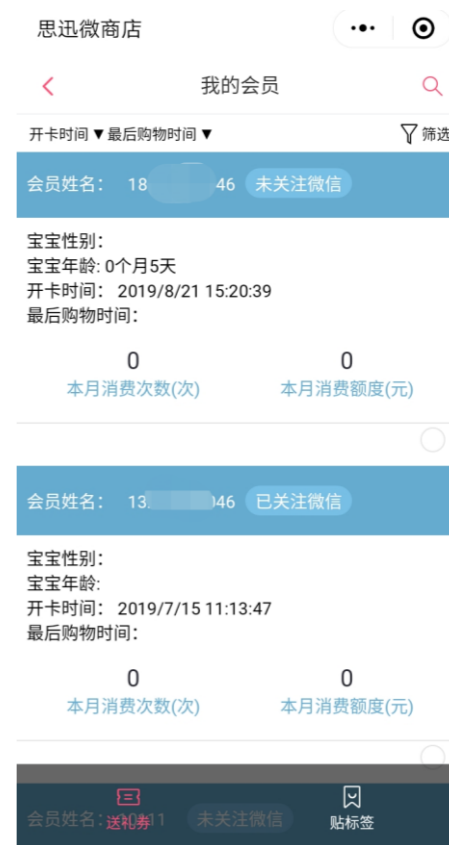 思迅微商店
我的会员
开卡时间▼最后购物时间▼ 筛选
会员姓名： 18 46 未关注微信
宝宝性别：
宝宝年龄: 0个月5天
开卡时间： 2019/8/21 15:20:39
最后购物时间：
0 0
本月消费次数(次) 本月消费额度(元)
会员姓名： 13 046 已关注微信
宝宝性别：
宝宝年龄:
开卡时间： 2019/7/15 11:13:47
最后购物时间：
0 0
本月消费次数(次) 本月消费额度(元)
会员姓名： 未关注微信
送礼券 贴标签